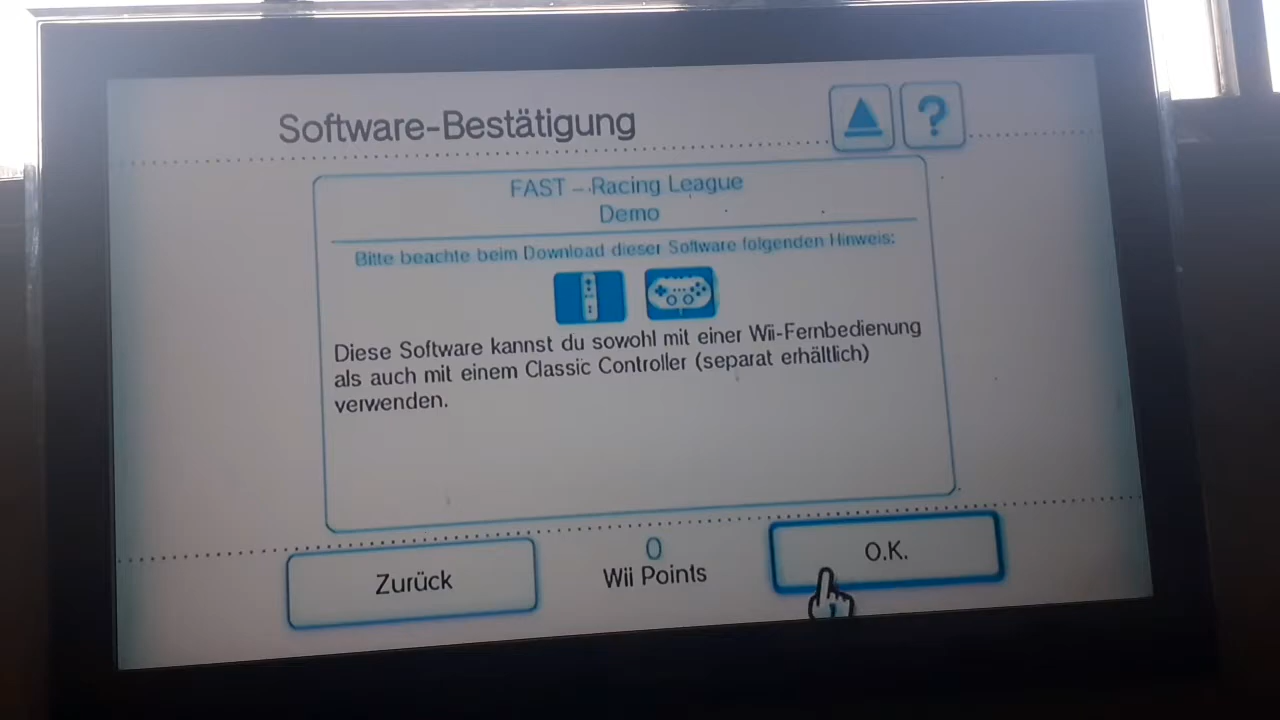 Software-Bestätigung
?
FAST - Racing League
Demo
Bitte beachte beim Download dieser Software folgenden Hinweis:
Diese Software kannst du sowohl mit einer Wii-Fernbedienung
als auch mit einem Classic Controller (separat erhältlich)
verwenden.
Zurück
0
Wii Points
O.K.